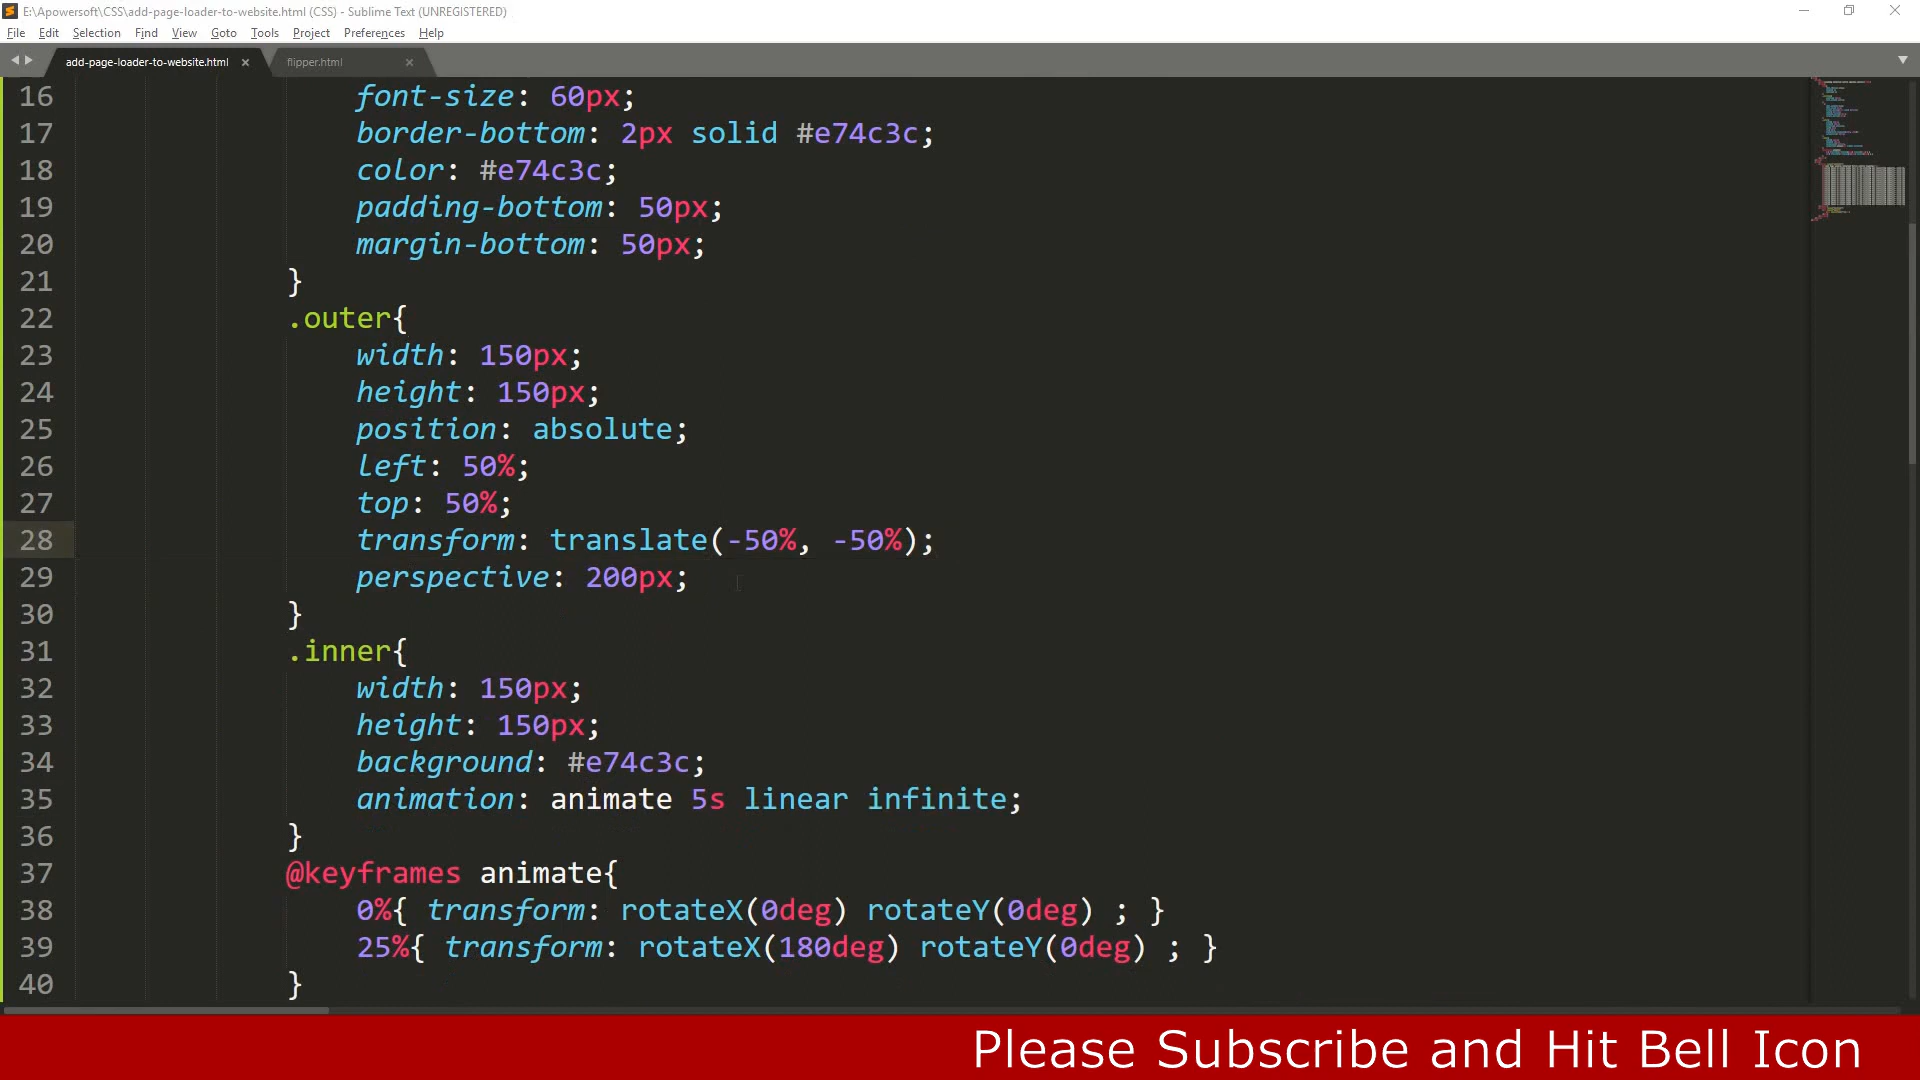 E:\Apowersoft\CSS\add-page-loader-to-website.html (CSS) - Sublime Text (UNREGISTERED)
File Edit Selection Find View Goto Tools Project Preferences Help
add-page-loader-to-website.html flipper.html
16 font-size: 60px;
17 border-bottom: 2px solid #e74c3c;
18 color: #e74c3c;
19 padding-bottom: 50px;
20 margin-bottom: 50px;
21 }
22 .outer{
23 width: 150px;
24 height: 150px;
25 position: absolute;
26 left: 50%;
27 top: 50%;
28 transform: translate(-50%, -50%);
29 perspective: 200px;
30 }
31 .inner{
32 width: 150px;
33 height: 150px;
34 background: #e74c3c;
35 animation: animate 5s linear infinite;
36 }
37 @keyframes animate{
38 0%{ transform: rotateX(0deg) rotateY(0deg) ; }
39 25%{ transform: rotateX(180deg) rotateY(0deg) ; }
40 }
Please Subscribe and Hit Bell Icon